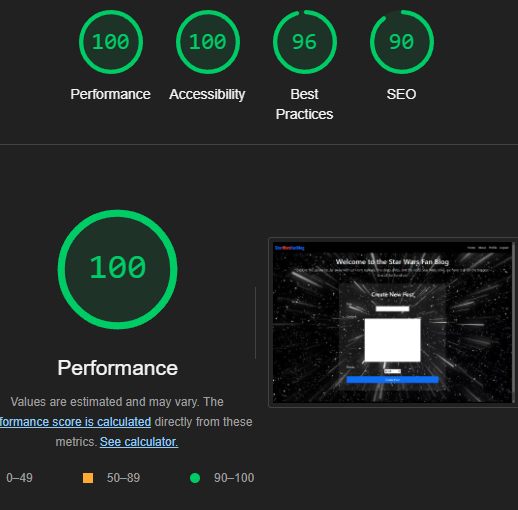 100
100
96
90
Performance
Accessibility
Best
Practices
SEO
100
Performance
Values are estimated and may vary. The
formance score is calculated directly from these
metrics. See calculator.
0–49
50–89
90–100
Welcome to the Star Wars Fan Blog
Create New Post